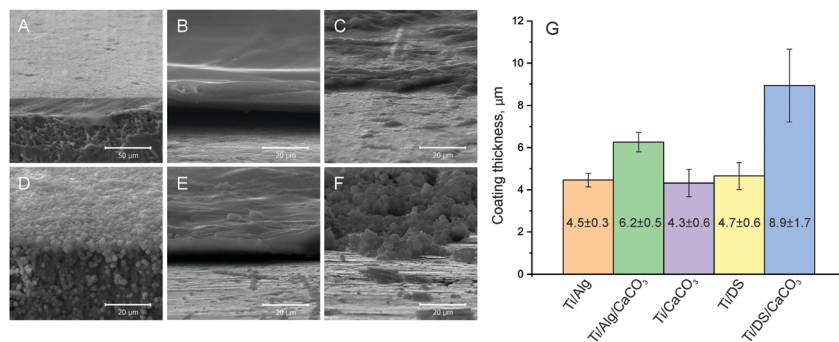 A
B
C
50 μm
20 μm
20 μm
D
E
F
20 μm
20 μm
20 μm
G
Coating thickness, μm
12
10
8
6
4
2
0
4.5±0.3
6.2±0.5
4.3±0.6
4.7±0.6
8.9±1.7
Ti/Alg
Ti/Alg/CaCO₃
Ti/CaCO₃
Ti/DS
Ti/DS/CaCO₃